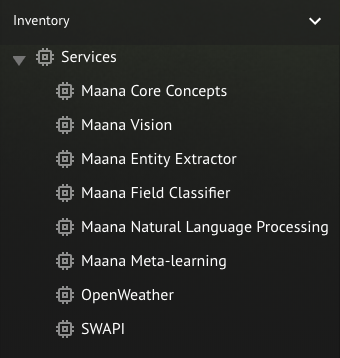 Inventory
Services
Maana Core Concepts
Maana Vision
Maana Entity Extractor
Maana Field Classifier
Maana Natural Language Processing
Maana Meta-learning
OpenWeather
SWAPI